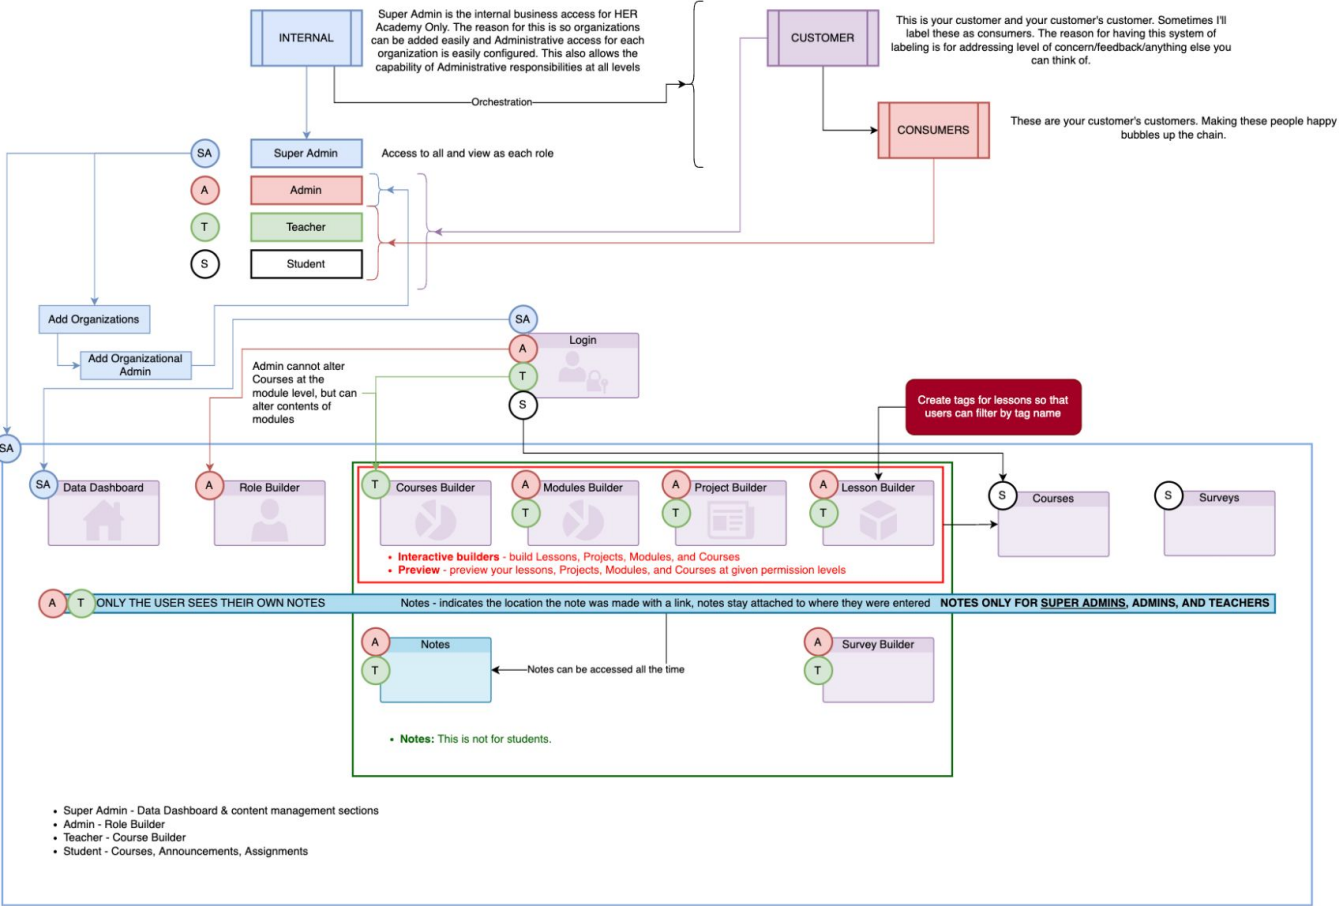 INTERNAL
Super Admin is the internal business access for HER
Academy Only. The reason for this is so organizations
can be added easily and Administrative access for each
organization is easily configured. This also allows the
capability of Administrative responsibilities at all levels
CUSTOMER
This is your customer and your customer's customer. Sometimes I'll
label these as consumers. The reason for having this system of
labeling is for addressing level of concern/feedback/anything else you
can think of.
Orchestration
CONSUMERS
These are your customer's customers. Making these people happy
bubbles up the chain.
SA
Super Admin
Access to all and view as each role
A
Admin
T
Teacher
S
Student
Add Organizations
Add Organizational
Admin
SA
Login
A
T
S
Admin cannot alter
Courses at the
module level, but can
alter contents of
modules
Create tags for lessons so that
users can filter by tag name
SA
SA
Data Dashboard
A
Role Builder
T
Courses Builder
A
T
Modules Builder
A
T
Project Builder
A
T
Lesson Builder
S
Courses
S
Surveys
• Interactive builders - build Lessons, Projects, Modules, and Courses
• Preview - preview your lessons, Projects, Modules, and Courses at given permission levels
A
T
ONLY THE USER SEES THEIR OWN NOTES
Notes - indicates the location the note was made with a link, notes stay attached to where they were entered
NOTES ONLY FOR SUPER ADMINS, ADMINS, AND TEACHERS
A
T
Notes
Notes can be accessed all the time
A
T
Survey Builder
• Notes: This is not for students.
• Super Admin - Data Dashboard & content management sections
• Admin - Role Builder
• Teacher - Course Builder
• Student - Courses, Announcements, Assignments